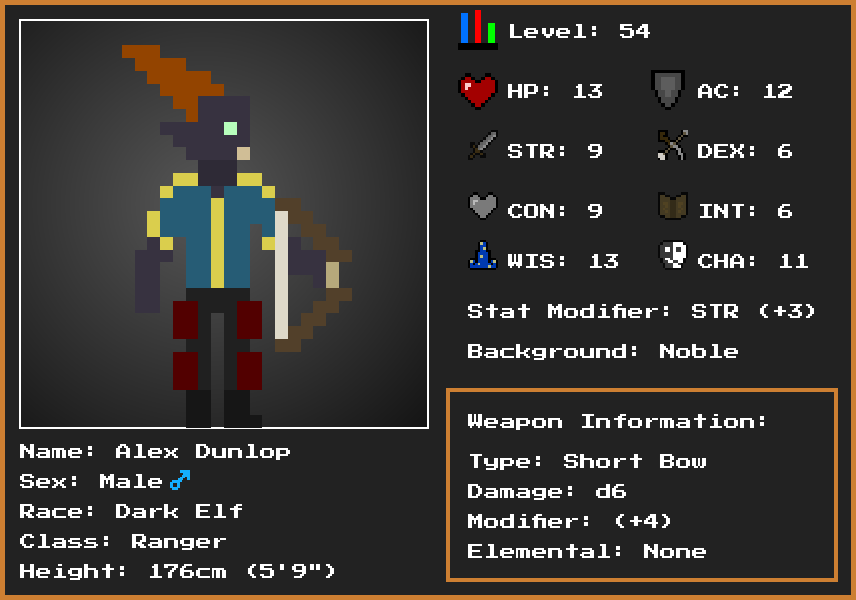 Level: 54
HP: 13 AC: 12
STR: 9 DEX: 6
CON: 9 INT: 6
WIS: 13 CHA: 11
Stat Modifier: STR (+3)
Background: Noble
Weapon Information:
Type: Short Bow
Damage: d6
Modifier: (+4)
Elemental: None
Name: Alex Dunlop
Sex: Male ♂
Race: Dark Elf
Class: Ranger
Height: 176cm (5'9")